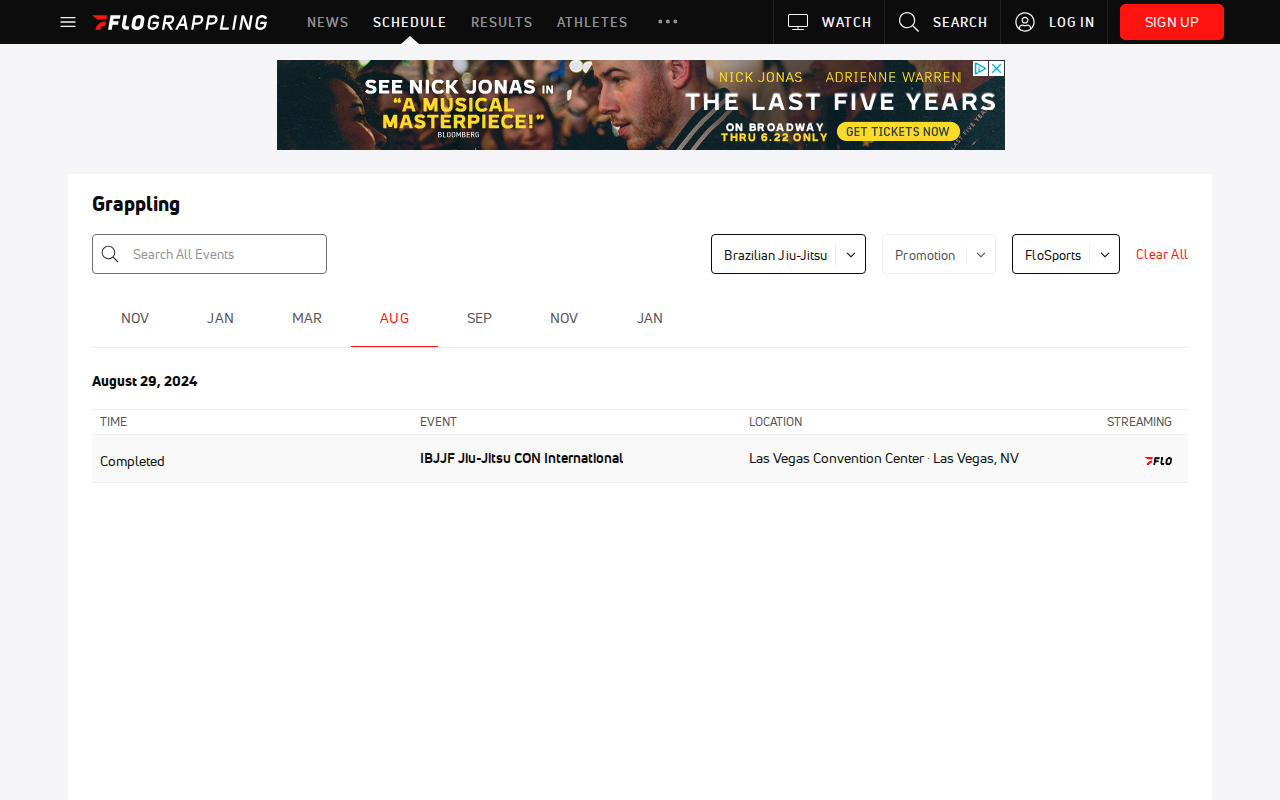 FLOGRAPPLING
NEWS
SCHEDULE
RESULTS
ATHLETES
WATCH
SEARCH
LOG IN
SIGN UP
SEE NICK JONAS IN
“A MUSICAL
MASTERPIECE!”
BLOOMBERG
NICK JONAS ADRIENNE WARREN
THE LAST FIVE YEARS
ON BROADWAY
THRU 6.22 ONLY
GET TICKETS NOW
Grappling
Search All Events
Brazilian Jiu-Jitsu
Promotion
FloSports
Clear All
NOV JAN MAR AUG SEP NOV JAN
August 29, 2024
TIME EVENT LOCATION STREAMING
Completed IBJJF Jiu-Jitsu CON International Las Vegas Convention Center · Las Vegas, NV FLO